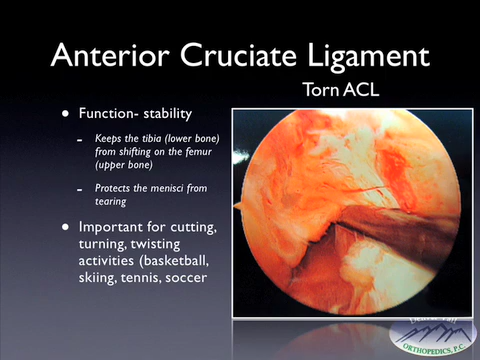 Anterior Cruciate Ligament
Torn ACL
• Function- stability
- Keeps the tibia (lower bone)
from shifting on the femur
(upper bone)
- Protects the menisci from
tearing
• Important for cutting,
turning, twisting
activities (basketball,
skiing, tennis, soccer
ORTHOPEDICS, P.C.